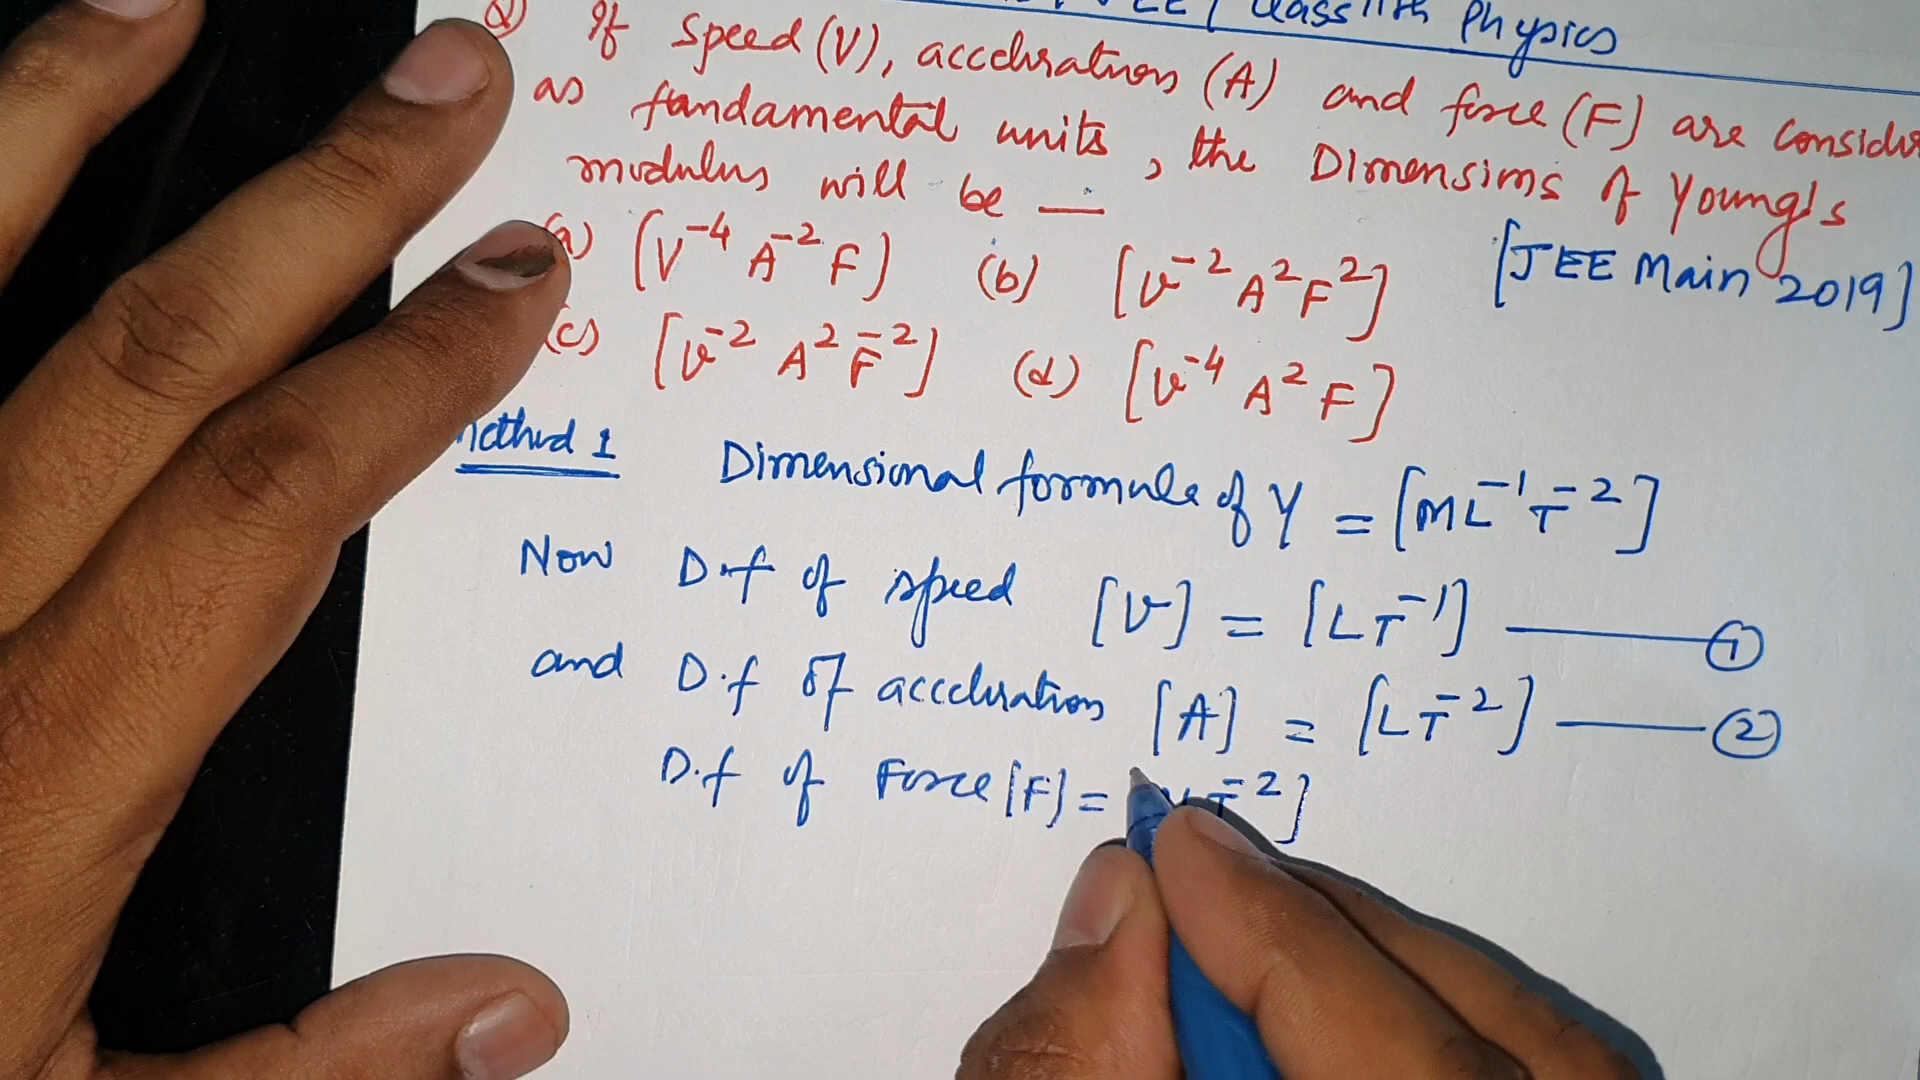 Class 11th Physics
Q) If Speed (V), acceleration (A) and force (F) are
as fundamental units, the Dimensions of Young's
modulus will be —
(a) (V⁻⁴ A⁻² F) (b) [V⁻² A² F²] [JEE Main 2019]
(c) [V⁻² A² F⁻²] (d) [V⁻⁴ A² F]
Method 1 Dimensional formula of Y = [ML⁻¹T⁻²]
Now D.f of speed [V] = [LT⁻¹] — ①
and D.f of acceleration [A] = [LT⁻²] — ②
D.f of Force [F] = T⁻²]